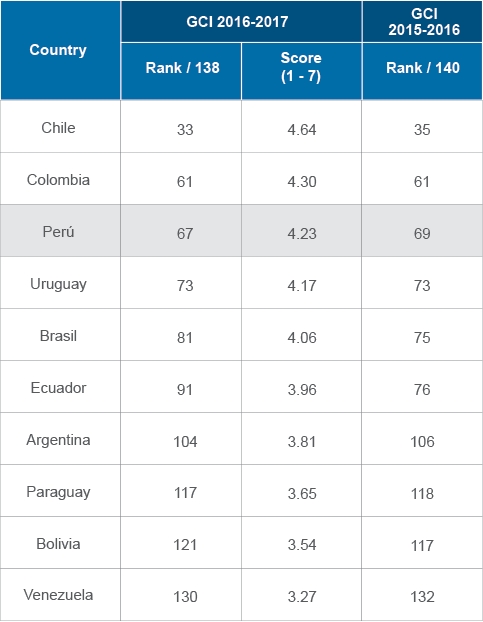 Country GCI 2016-2017 GCI 2015-2016
Rank / 138 Score (1 - 7) Rank / 140
Chile 33 4.64 35
Colombia 61 4.30 61
Perú 67 4.23 69
Uruguay 73 4.17 73
Brasil 81 4.06 75
Ecuador 91 3.96 76
Argentina 104 3.81 106
Paraguay 117 3.65 118
Bolivia 121 3.54 117
Venezuela 130 3.27 132